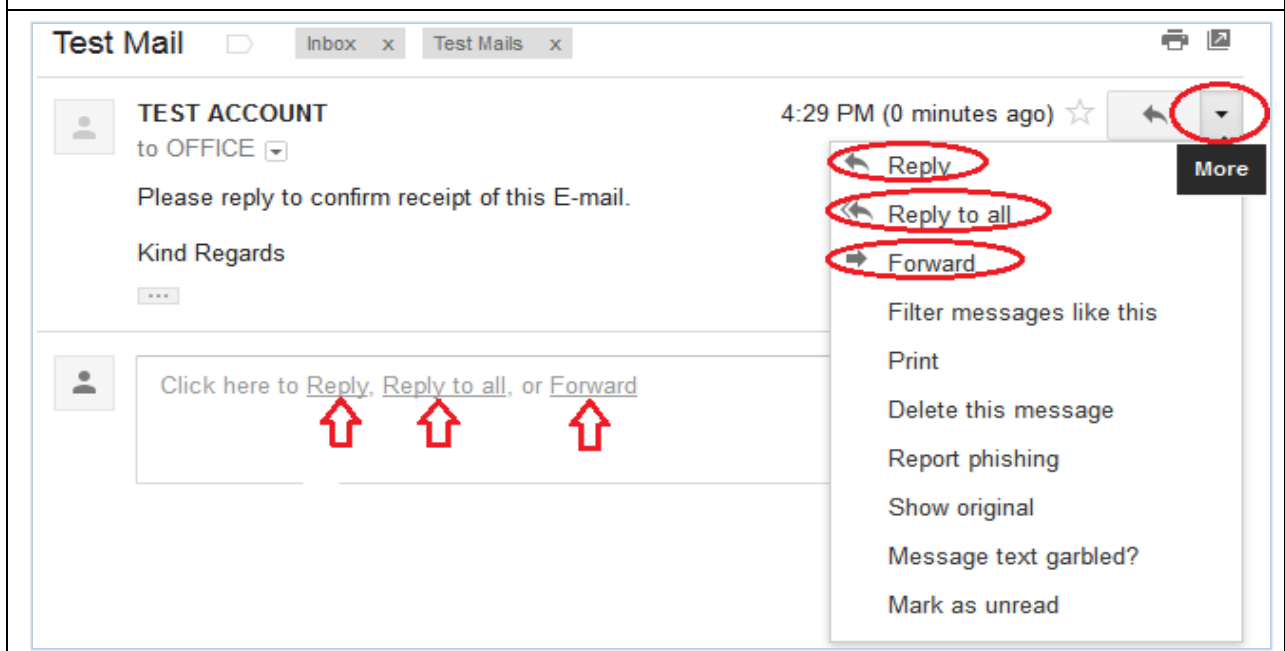 Test Mail Inbox x Test Mails x
TEST ACCOUNT 4:29 PM (0 minutes ago)
to OFFICE
Please reply to confirm receipt of this E-mail.
Kind Regards
Click here to Reply, Reply to all, or Forward
More
Reply
Reply to all
Forward
Filter messages like this
Print
Delete this message
Report phishing
Show original
Message text garbled?
Mark as unread